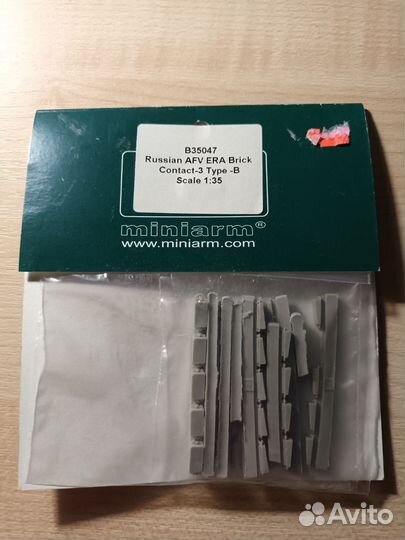 B35047
Russian AFV ERA Brick
Contact-3 Type -B
Scale 1:35
miniarm®
www.miniarm.com
Avito